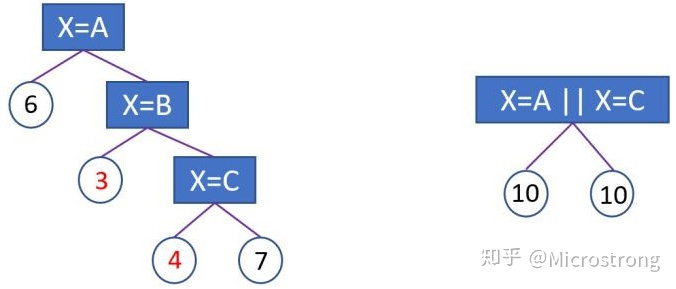 X=A
6
X=B
3
X=C
4
7
X=A || X=C
10
10
知乎 @Microstrong